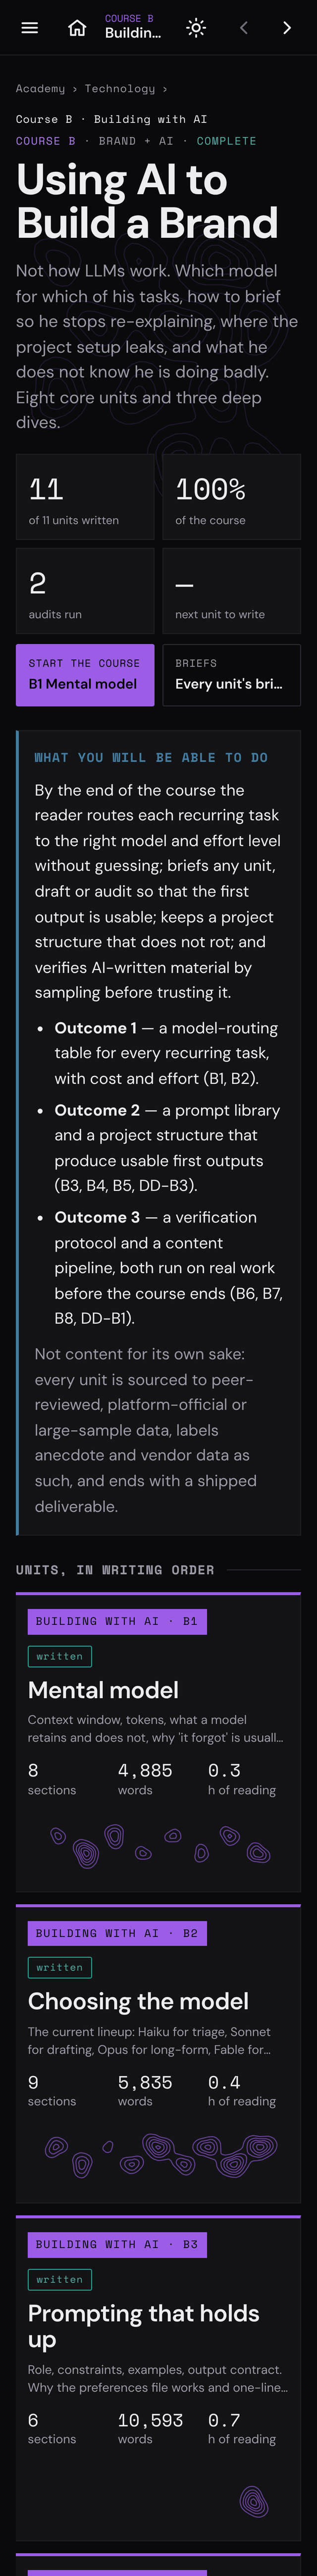 COURSE B
Buildin…
Academy › Technology ›
Course B · Building with AI
COURSE B · BRAND + AI · COMPLETE
Using AI to
Build a Brand
Not how LLMs work. Which model
for which of his tasks, how to brief
so he stops re-explaining, where the
project setup leaks, and what he
does not know he is doing badly.
Eight core units and three deep
dives.
11
of 11 units written
100%
of the course
2
audits run
—
next unit to write
START THE COURSE
B1 Mental model
BRIEFS
Every unit's bri…
WHAT YOU WILL BE ABLE TO DO
By the end of the course the
reader routes each recurring task
to the right model and effort level
without guessing; briefs any unit,
draft or audit so that the first
output is usable; keeps a project
structure that does not rot; and
verifies AI-written material by
sampling before trusting it.
• Outcome 1 — a model-routing
table for every recurring task,
with cost and effort (B1, B2).
• Outcome 2 — a prompt library
and a project structure that
produce usable first outputs
(B3, B4, B5, DD-B3).
• Outcome 3 — a verification
protocol and a content
pipeline, both run on real work
before the course ends (B6, B7,
B8, DD-B1).
Not content for its own sake:
every unit is sourced to peer-
reviewed, platform-official or
large-sample data, labels
anecdote and vendor data as
such, and ends with a shipped
deliverable.
UNITS, IN WRITING ORDER
BUILDING WITH AI · B1
written
Mental model
Context window, tokens, what a model
retains and does not, why 'it forgot' is usuall…
8 4,885 0.3
sections words h of reading
BUILDING WITH AI · B2
written
Choosing the model
The current lineup: Haiku for triage, Sonnet
for drafting, Opus for long-form, Fable for…
9 5,835 0.4
sections words h of reading
BUILDING WITH AI · B3
written
Prompting that holds
up
Role, constraints, examples, output contract.
Why the preferences file works and one-line…
6 10,593 0.7
sections words h of reading